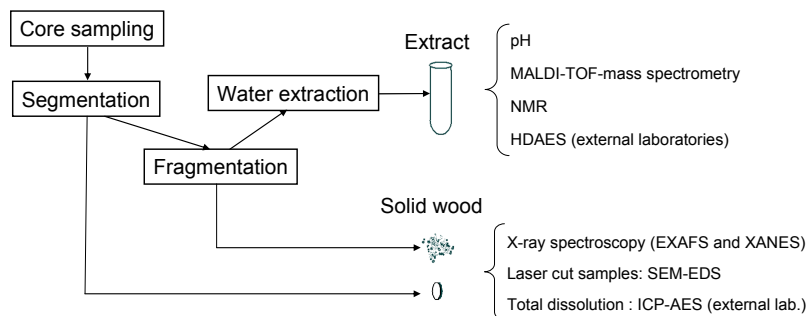 Core sampling
Segmentation
Fragmentation
Water extraction
Extract
pH
MALDI-TOF-mass spectrometry
NMR
HDAES (external laboratories)
Solid wood
X-ray spectroscopy (EXAFS and XANES)
Laser cut samples: SEM-EDS
Total dissolution : ICP-AES (external lab.)